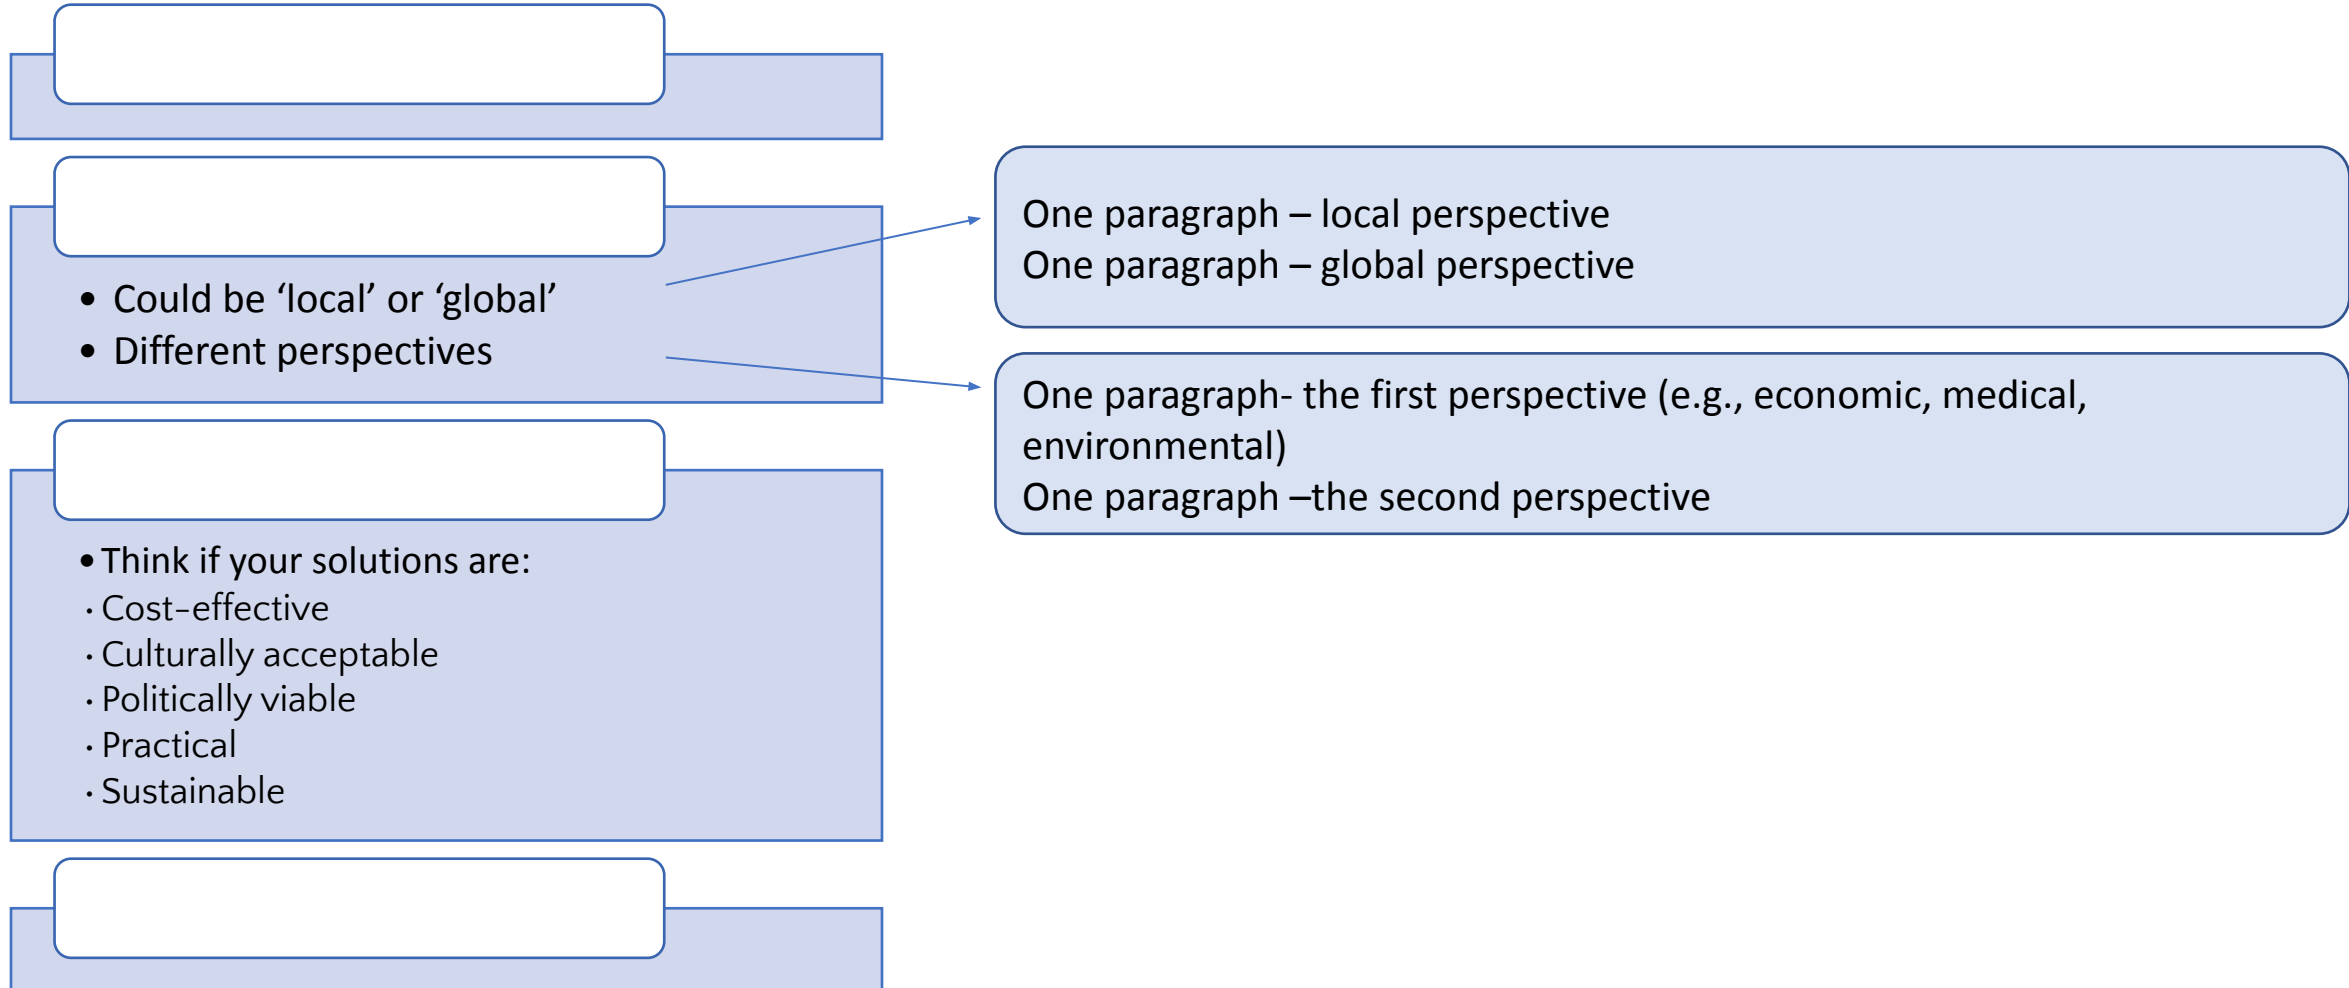 • Could be ‘local’ or ‘global’
• Different perspectives
One paragraph – local perspective
One paragraph – global perspective
One paragraph- the first perspective (e.g., economic, medical,
environmental)
One paragraph –the second perspective
• Think if your solutions are:
• Cost-effective
• Culturally acceptable
• Politically viable
• Practical
• Sustainable